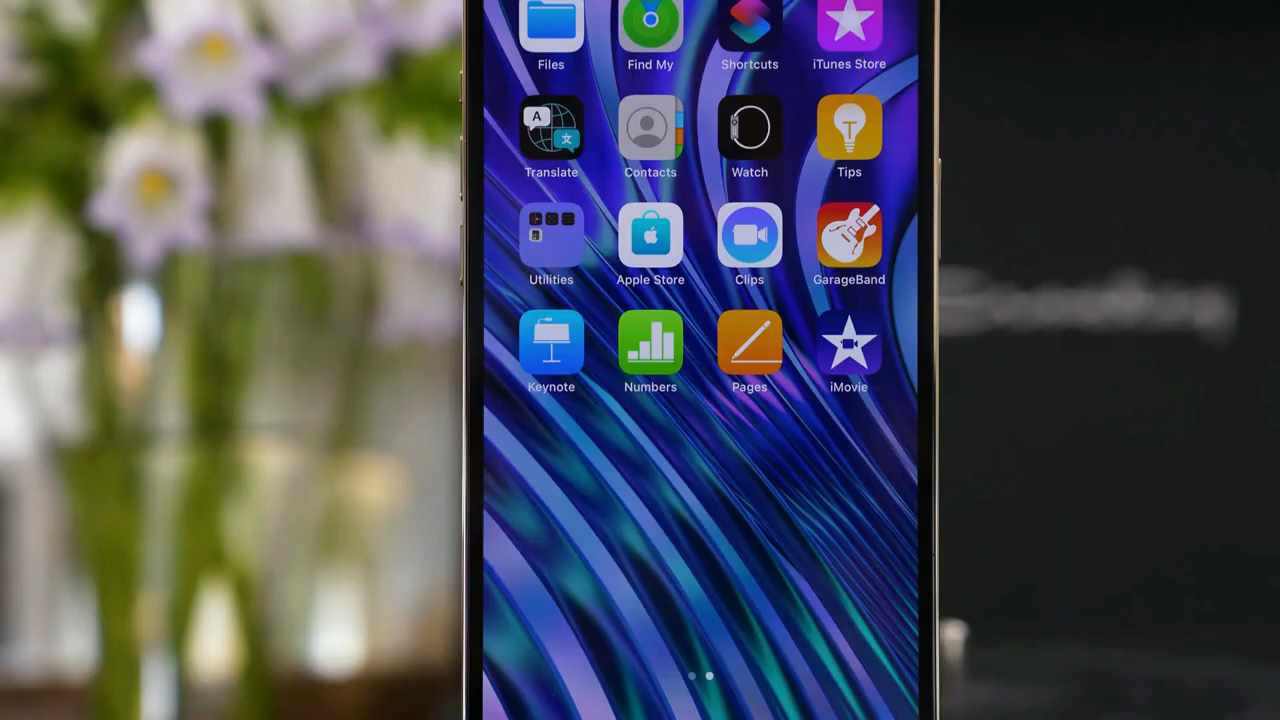 Files Find My Shortcuts iTunes Store
A 文
Translate Contacts Watch Tips
Utilities Apple Store Clips GarageBand
Keynote Numbers Pages iMovie